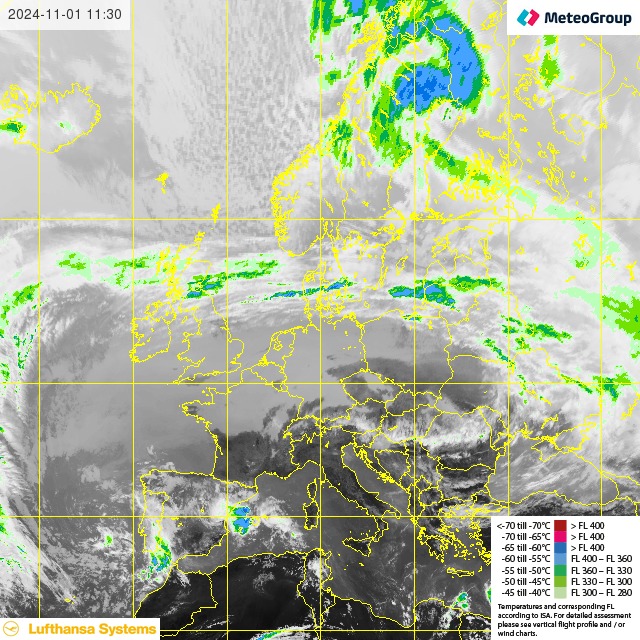 2024-11-01 11:30
MeteoGroup
<-70 till -70°C > FL 400
-70 till -65°C > FL 400
-65 till -60°C > FL 400
-60 till -55°C FL 400 – FL 360
-55 till -50°C FL 360 – FL 330
-50 till -45°C FL 330 – FL 300
-45 till -40°C FL 300 – FL 280
Temperatures and corresponding FL
according to ISA. For detailed assessment
please see vertical flight profile and / or
wind charts.
Lufthansa Systems